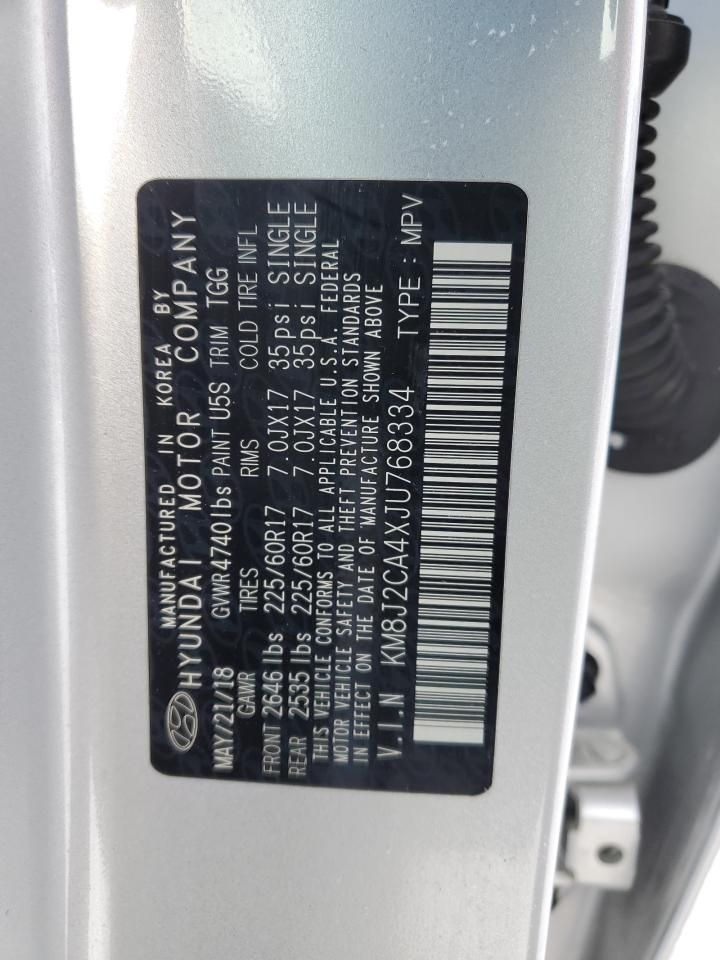 MANUFACTURED IN KOREA BY
HYUNDAI MOTOR COMPANY
MAY/21/18 GVWR 4740lbs PAINT U5S TRIM TGG
GAWR TIRES RIMS COLD TIRE INFL
FRONT 2646 lbs 225/60R17 7.0JX17 35psi SINGLE
REAR 2535 lbs 225/60R17 7.0JX17 35psi SINGLE
THIS VEHICLE CONFORMS TO ALL APPLICABLE U.S.A. FEDERAL
MOTOR VEHICLE SAFETY AND THEFT PREVENTION STANDARDS
IN EFFECT ON THE DATE OF MANUFACTURE SHOWN ABOVE
V.I.N KM8J2CA4XJU768334 TYPE : MPV